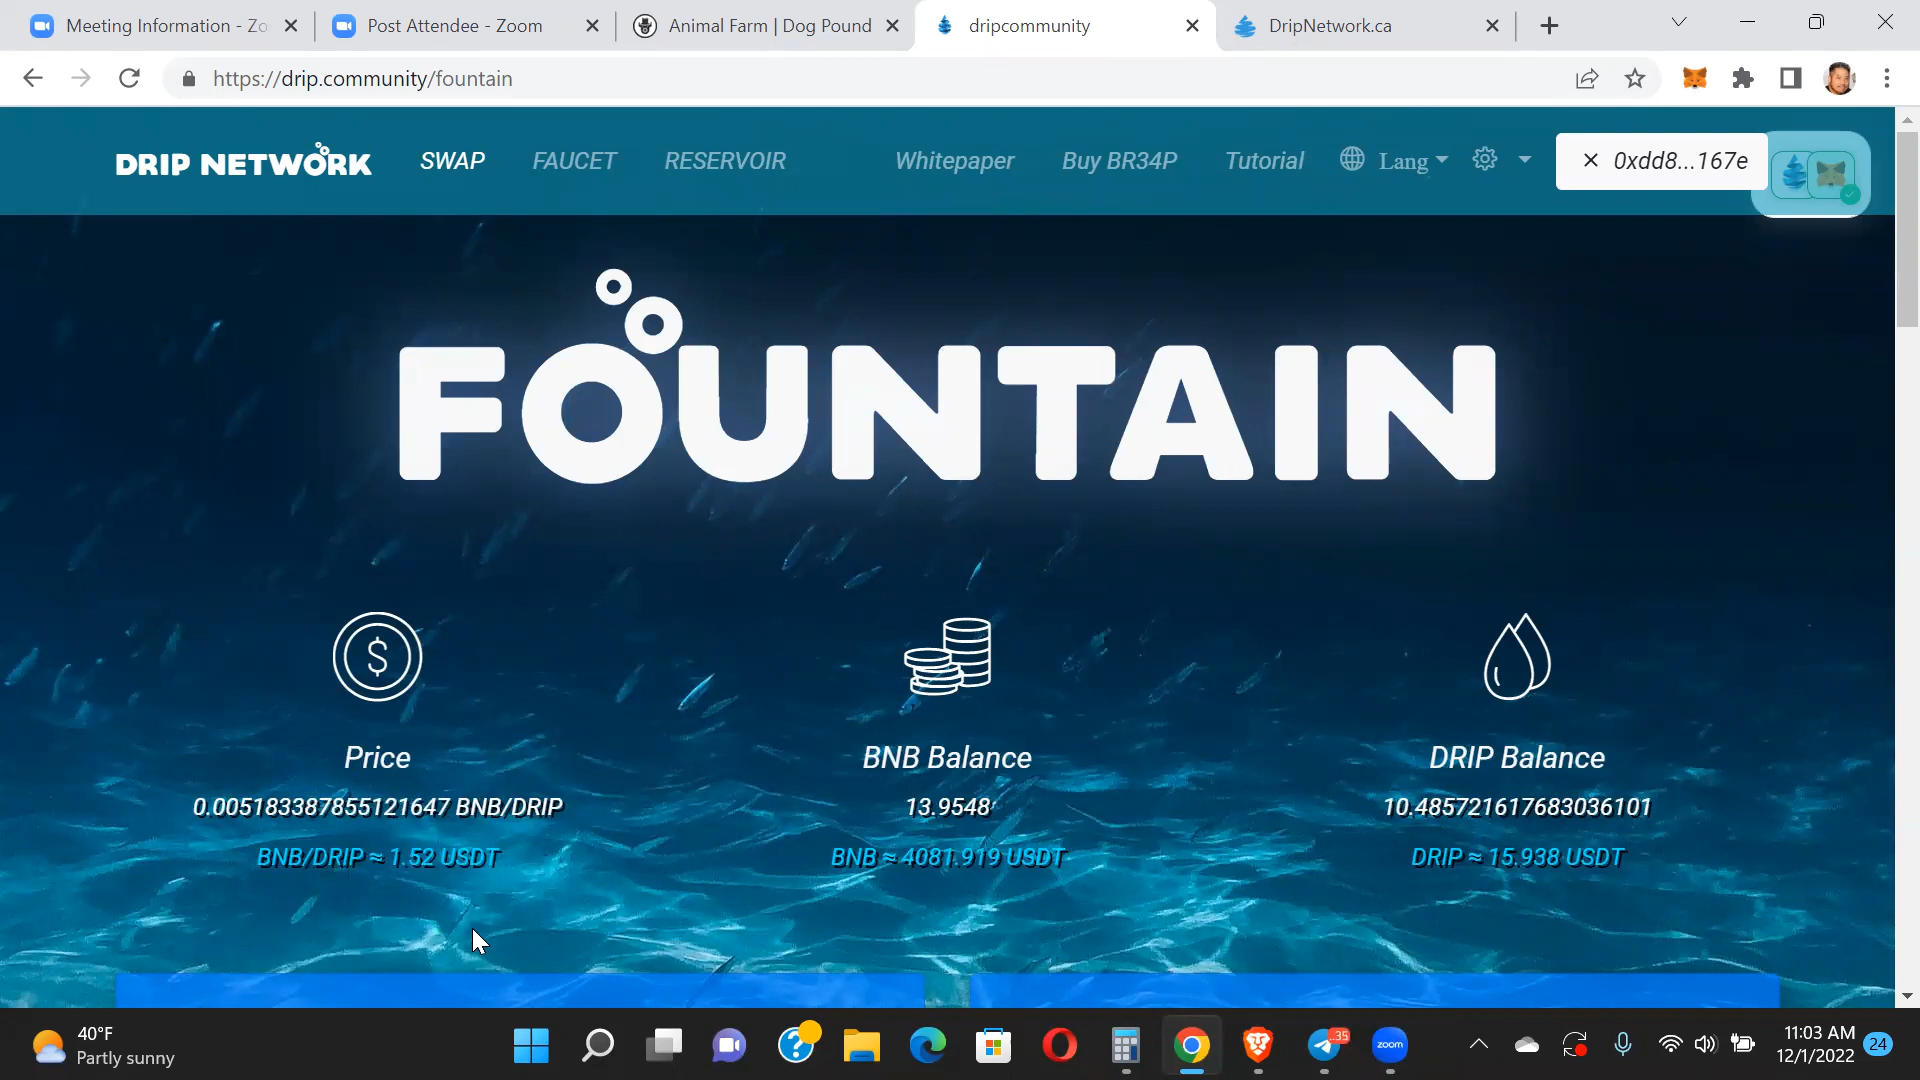 Meeting Information - Zo
Post Attendee - Zoom
Animal Farm | Dog Pound
dripcommunity
DripNetwork.ca
https://drip.community/fountain
DRIP NETWORK
SWAP
FAUCET
RESERVOIR
Whitepaper
Buy BR34P
Tutorial
Lang
0xdd8...167e
FOUNTAIN
Price
BNB Balance
DRIP Balance
0.005183387855121647 BNB/DRIP
13.9548
10.485721617683036101
BNB/DRIP ≈ 1.52 USDT
BNB ≈ 4081.919 USDT
DRIP ≈ 15.938 USDT
40°F
Partly sunny
..35
zoom
11:03 AM
12/1/2022
24